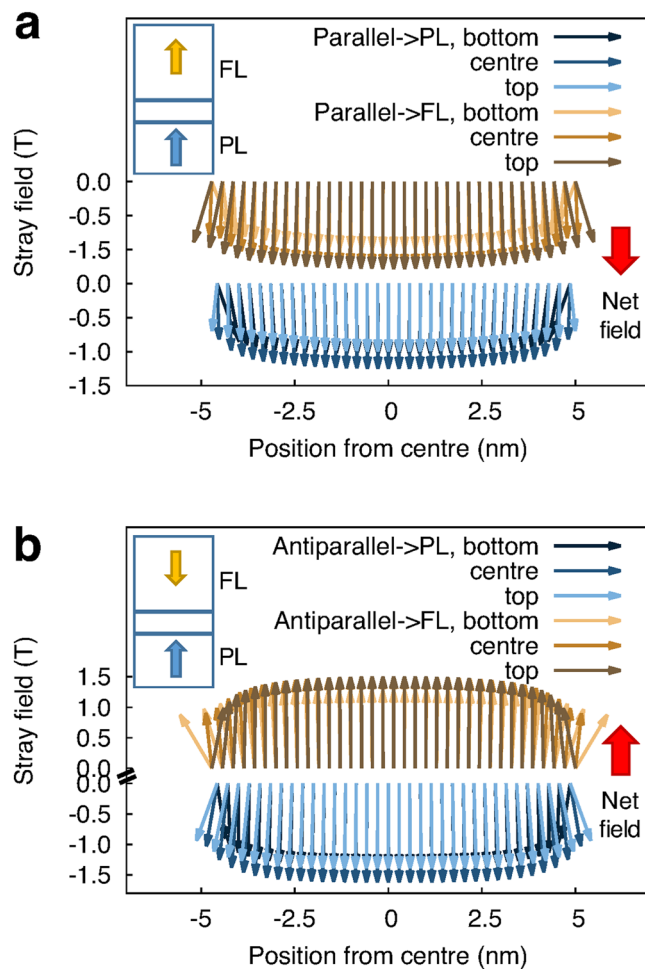 a
FL
PL
Parallel->PL, bottom
centre
top
Parallel->FL, bottom
centre
top
Stray field (T)
0.0
-0.5
-1.5
0.0
-0.5
-1.0
-1.5
Net
field
-5 -2.5 0 2.5 5
Position from centre (nm)
b
FL
PL
Antiparallel->PL, bottom
centre
top
Antiparallel->FL, bottom
centre
top
Stray field (T)
1.5
1.0
0.5
0.0
0.0
-0.5
-1.0
-1.5
Net
field
-5 -2.5 0 2.5 5
Position from centre (nm)